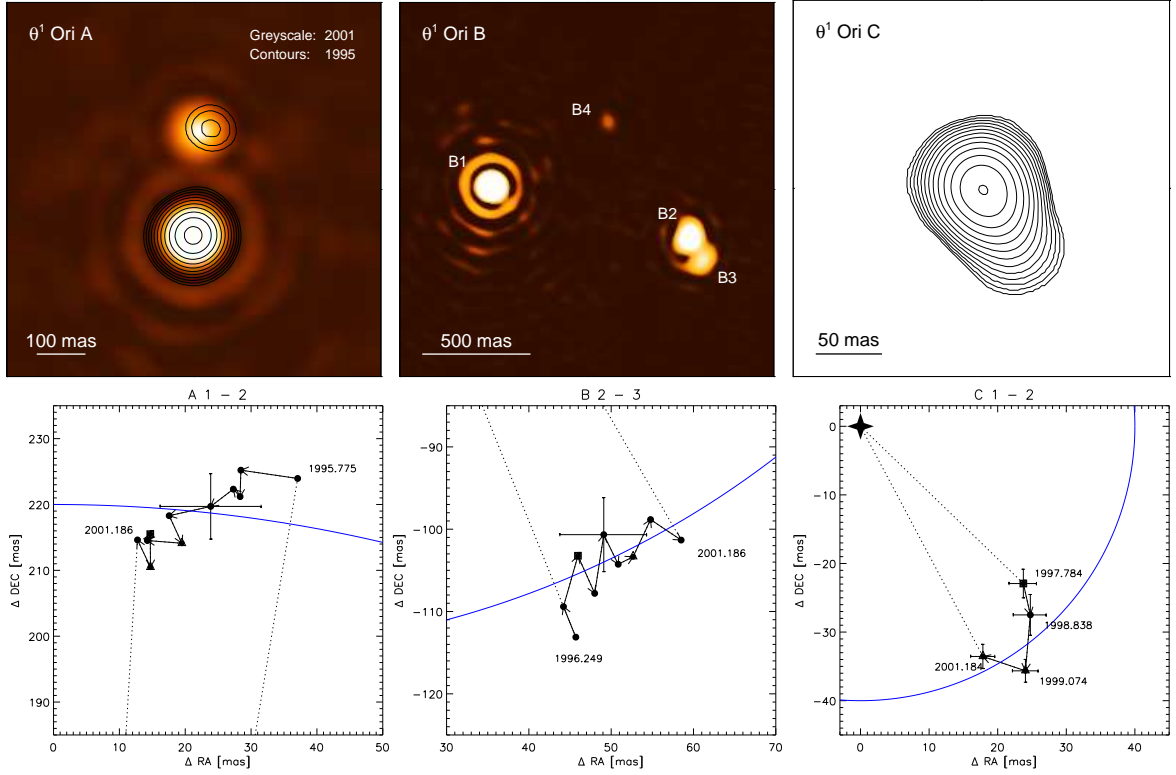 θ¹ Ori A
Greyscale: 2001
Contours: 1995
100 mas
θ¹ Ori B
B4
B1
B2
B3
500 mas
θ¹ Ori C
50 mas
A 1 – 2
230
220
210
200
190
Δ DEC [mas]
1995.775
2001.186
0 10 20 30 40 50
Δ RA [mas]
B 2 – 3
-90
-100
-110
-120
Δ DEC [mas]
2001.186
1996.249
30 40 50 60 70
Δ RA [mas]
C 1 – 2
0
-10
-20
-30
-40
Δ DEC [mas]
1997.784
1998.838
2001.184
1999.074
0 10 20 30 40
Δ RA [mas]